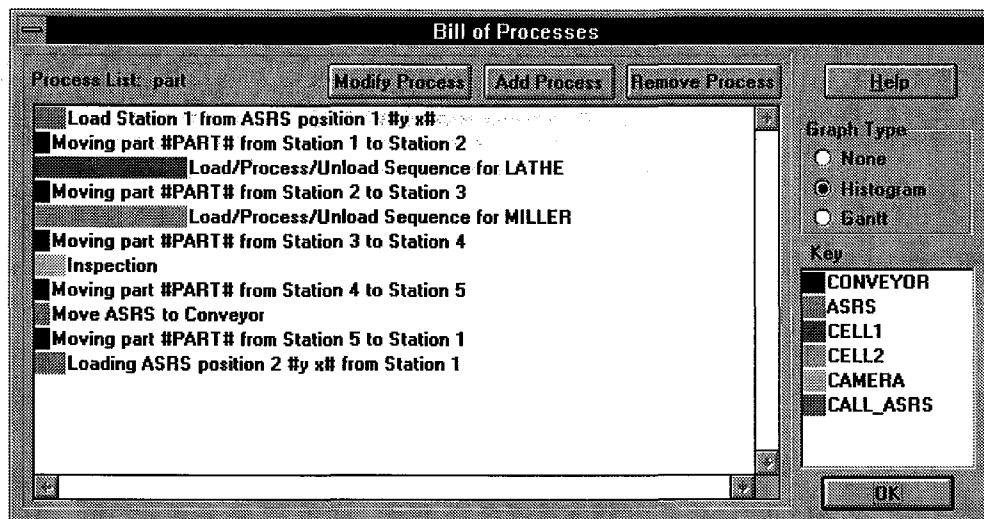 Bill of Processes
Process List: part
Modify Process
Add Process
Remove Process
Help
Load Station 1 from ASRS position 1 #y x#
Moving part #PART# from Station 1 to Station 2
Load/Process/Unload Sequence for LATHE
Moving part #PART# from Station 2 to Station 3
Load/Process/Unload Sequence for MILLER
Moving part #PART# from Station 3 to Station 4
Inspection
Moving part #PART# from Station 4 to Station 5
Move ASRS to Conveyor
Moving part #PART# from Station 5 to Station 1
Loading ASRS position 2 #y x# from Station 1
Graph Type
None
Histogram
Gantt
Key
CONVEYOR
ASRS
CELL1
CELL2
CAMERA
CALL_ASRS
OK